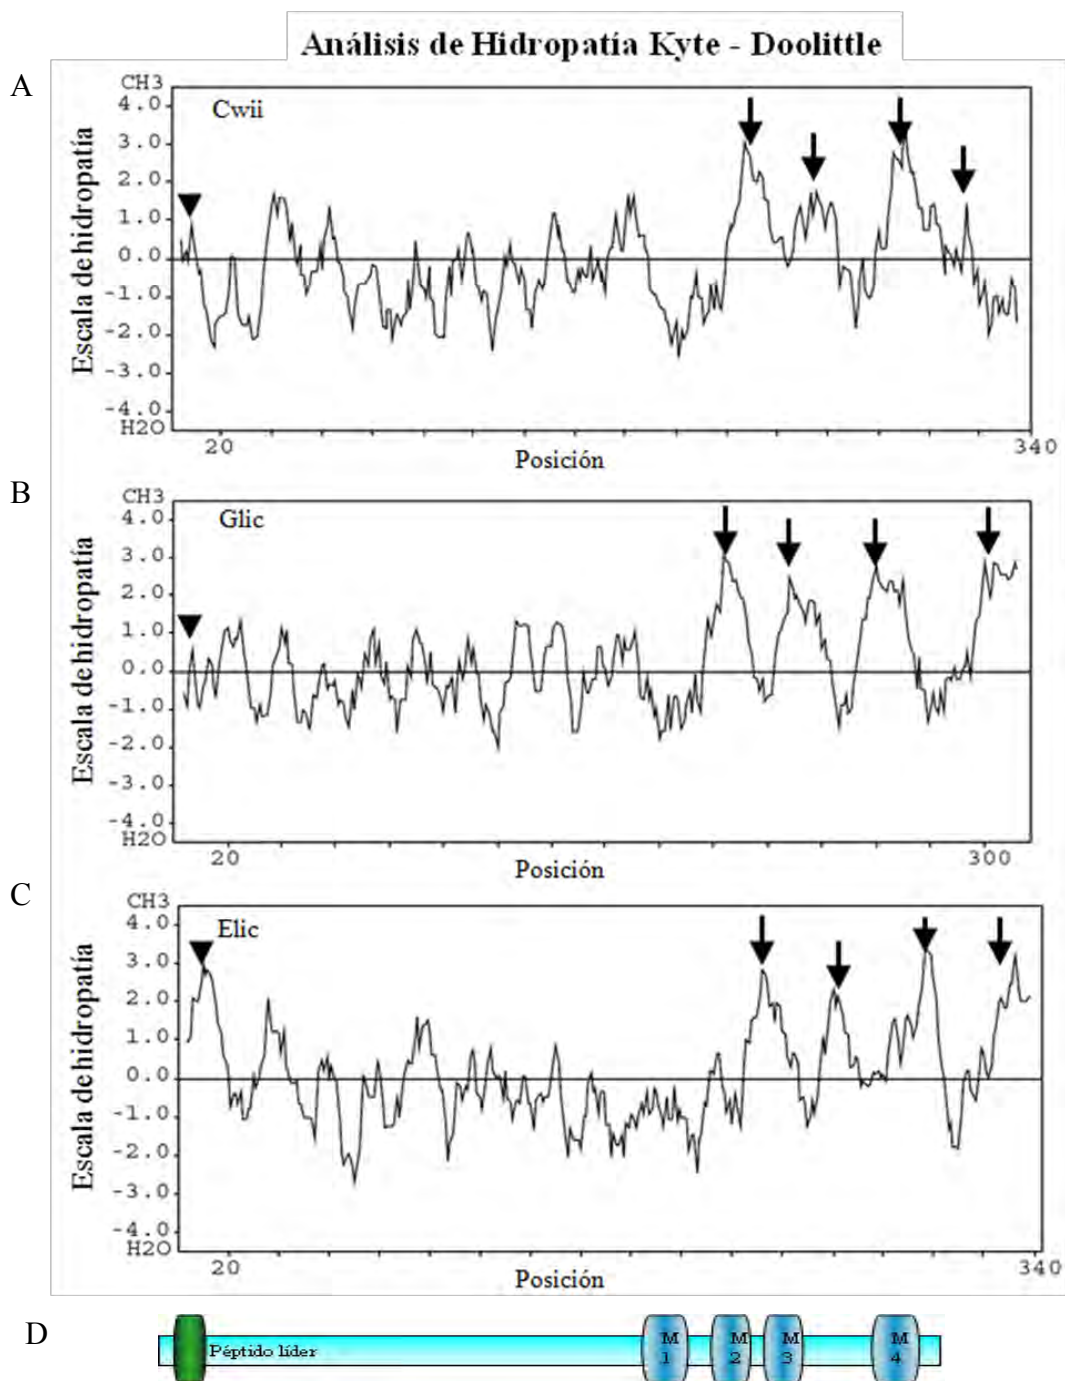 Análisis de Hidropatía Kyte - Doolittle
A
CH3
4.0
3.0
2.0
1.0
0.0
-1.0
-2.0
-3.0
-4.0
H2O
Escala de hidropatía
Cwii
20
340
Posición
B
CH3
4.0
3.0
2.0
1.0
0.0
-1.0
-2.0
-3.0
-4.0
H2O
Escala de hidropatía
Glic
20
300
Posición
C
CH3
4.0
3.0
2.0
1.0
0.0
-1.0
-2.0
-3.0
-4.0
H2O
Escala de hidropatía
Elic
20
340
Posición
D
Péptido líder
M
1
M
2
M
3
M
4